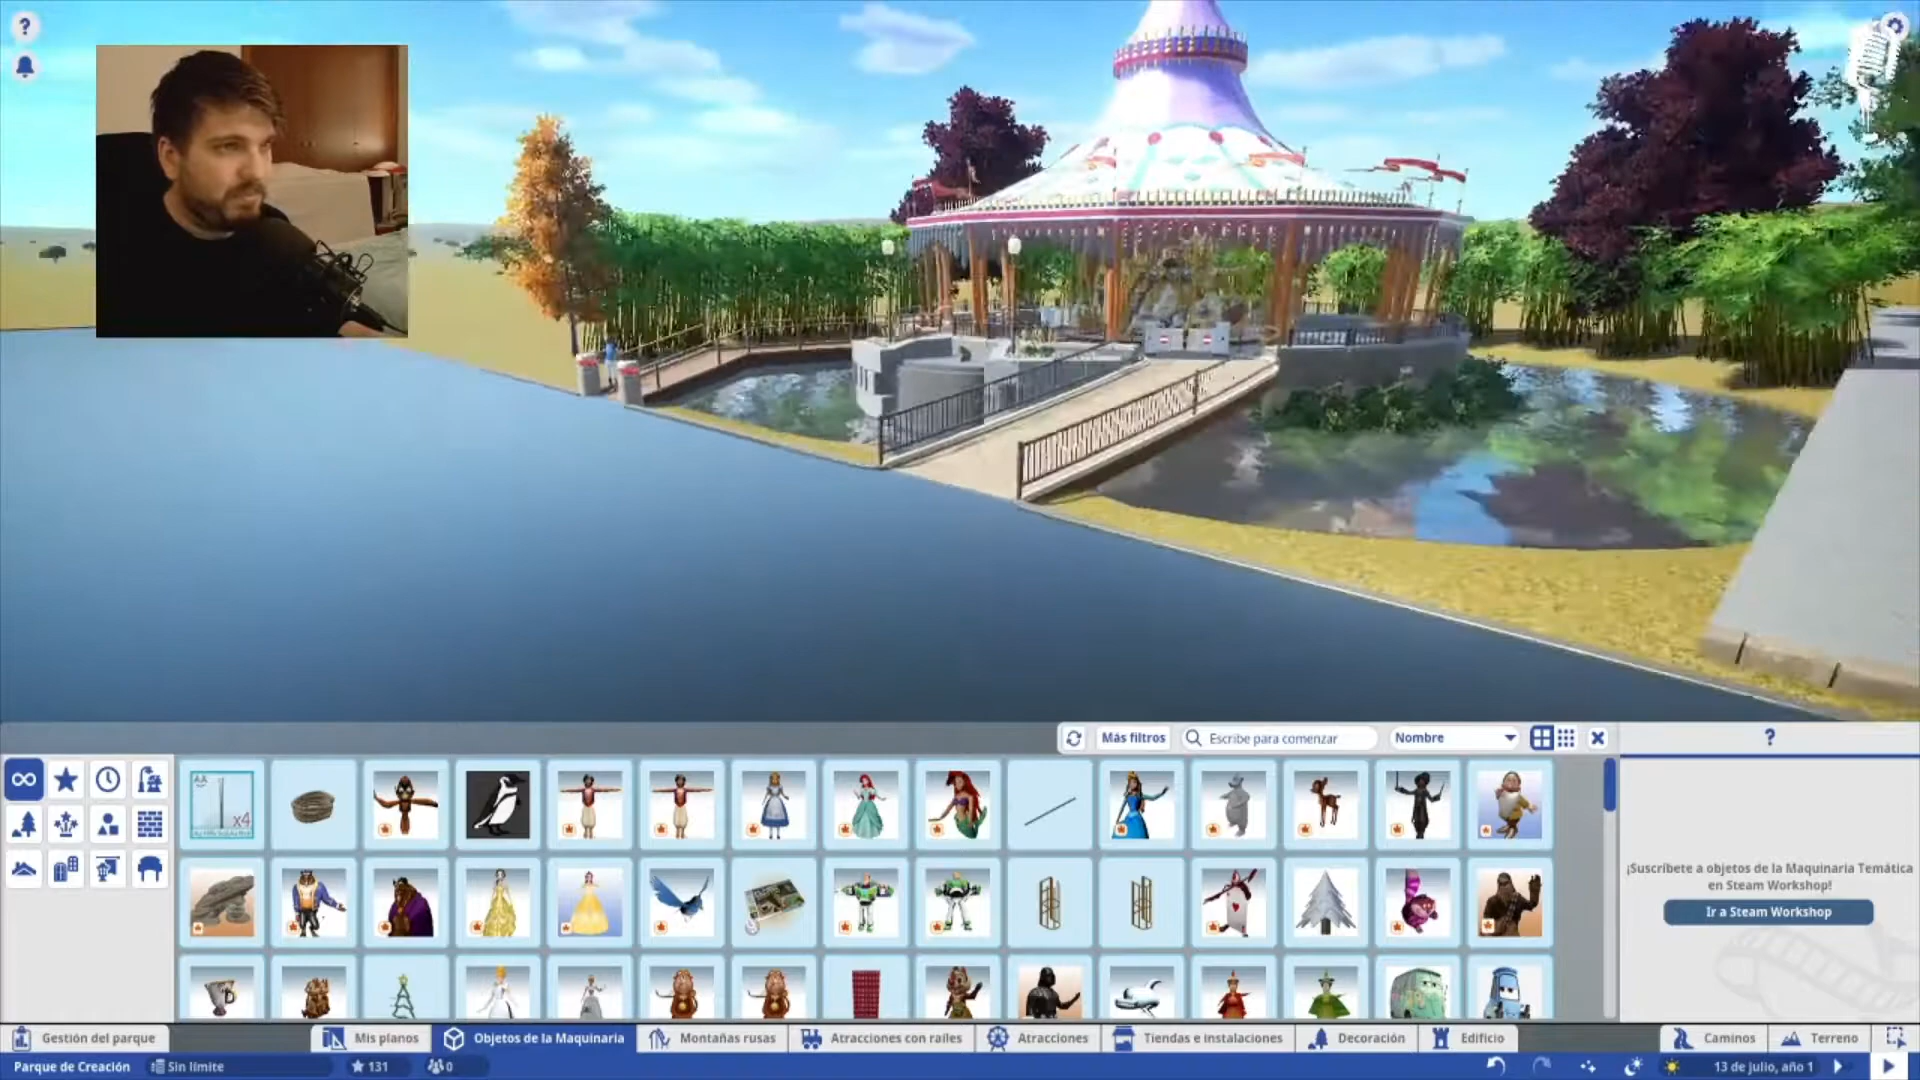 Más filtros
Escribe para comenzar
Nombre
?
x4
¡Suscríbete a objetos de la Maquinaria Temática
en Steam Workshop!
Ir a Steam Workshop
Gestión del parque
Mis planos
Objetos de la Maquinaria
Montañas rusas
Atracciones con raíles
Atracciones
Tiendas e instalaciones
Decoración
Edificio
Caminos
Terreno
Parque de Creación
Sin límite
131
0
13 de julio, año 1